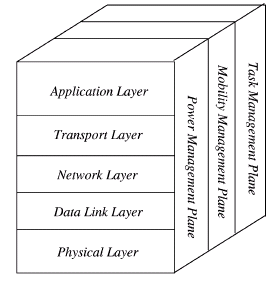 Application Layer
Transport Layer
Network Layer
Data Link Layer
Physical Layer
Power Management Plane
Mobility Management Plane
Task Management Plane